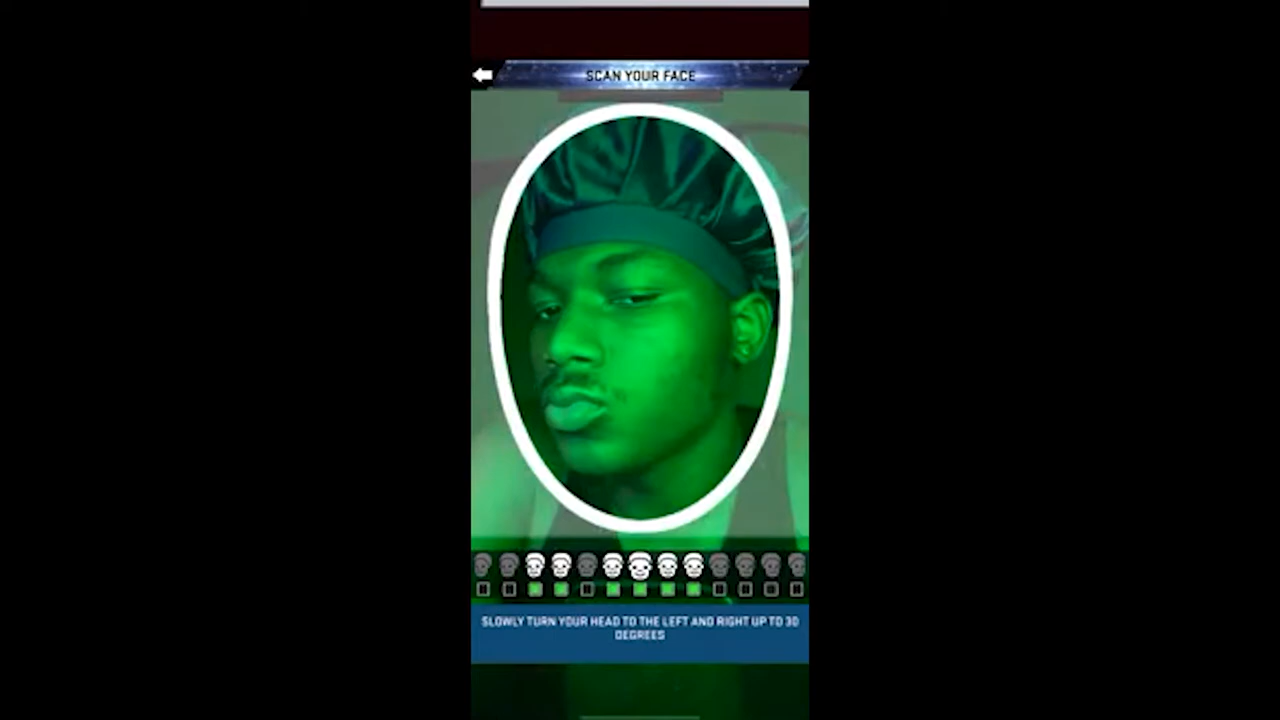 SCAN YOUR FACE
SLOWLY TURN YOUR HEAD TO THE LEFT AND RIGHT UP TO 30
DEGREES